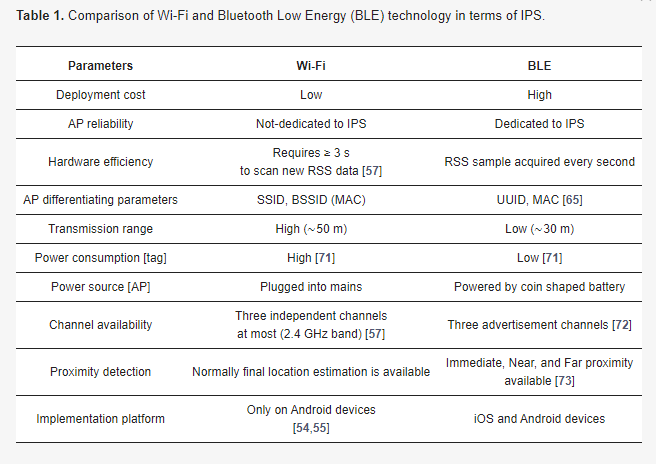 Table 1. Comparison of Wi-Fi and Bluetooth Low Energy (BLE) technology in terms of IPS.
Parameters Wi-Fi BLE
Deployment cost Low High
AP reliability Not-dedicated to IPS Dedicated to IPS
Hardware efficiency Requires ≥ 3 s
to scan new RSS data [57] RSS sample acquired every second
AP differentiating parameters SSID, BSSID (MAC) UUID, MAC [65]
Transmission range High (~50 m) Low (~30 m)
Power consumption [tag] High [71] Low [71]
Power source [AP] Plugged into mains Powered by coin shaped battery
Channel availability Three independent channels
at most (2.4 GHz band) [57] Three advertisement channels [72]
Proximity detection Normally final location estimation is available Immediate, Near, and Far proximity
available [73]
Implementation platform Only on Android devices
[54,55] iOS and Android devices